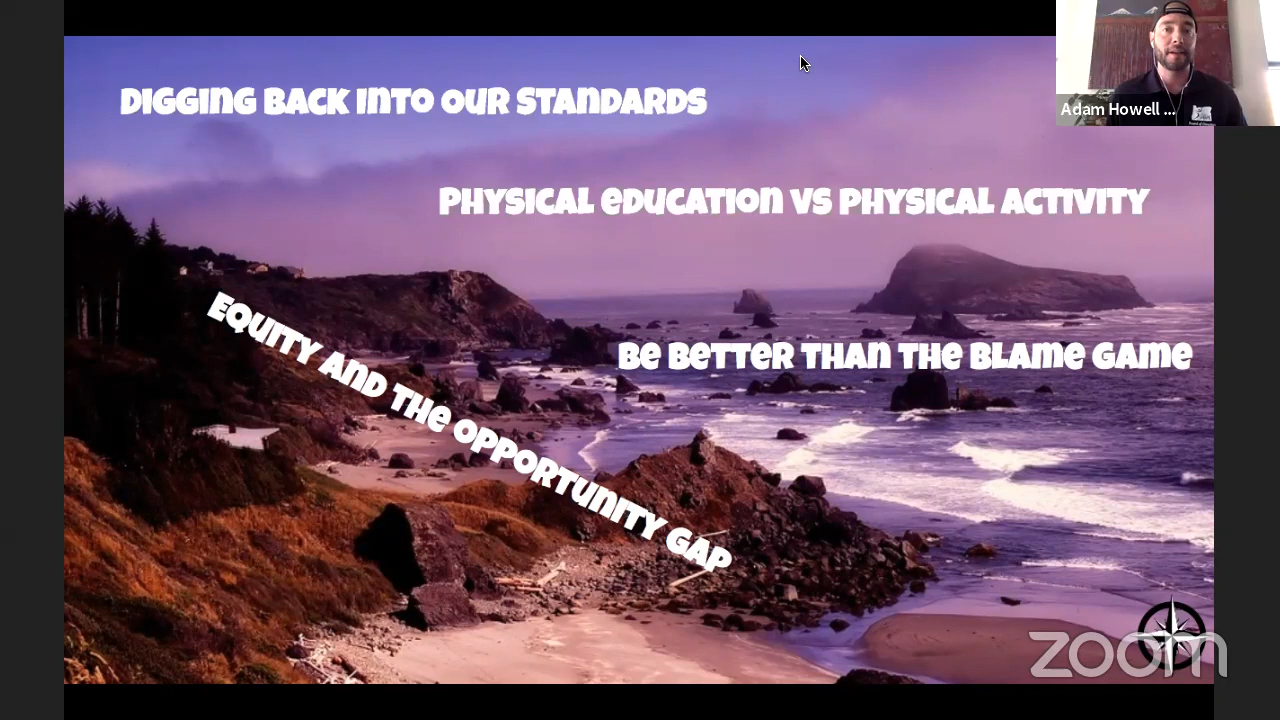 DIGGING BACK INTO OUR STANDARDS
Adam Howell ...
PHYSICAL EDUCATION VS PHYSICAL ACTIVITY
EQUITY AND THE OPPORTUNITY GAP
BE BETTER THAN THE BLAME GAME
zoom